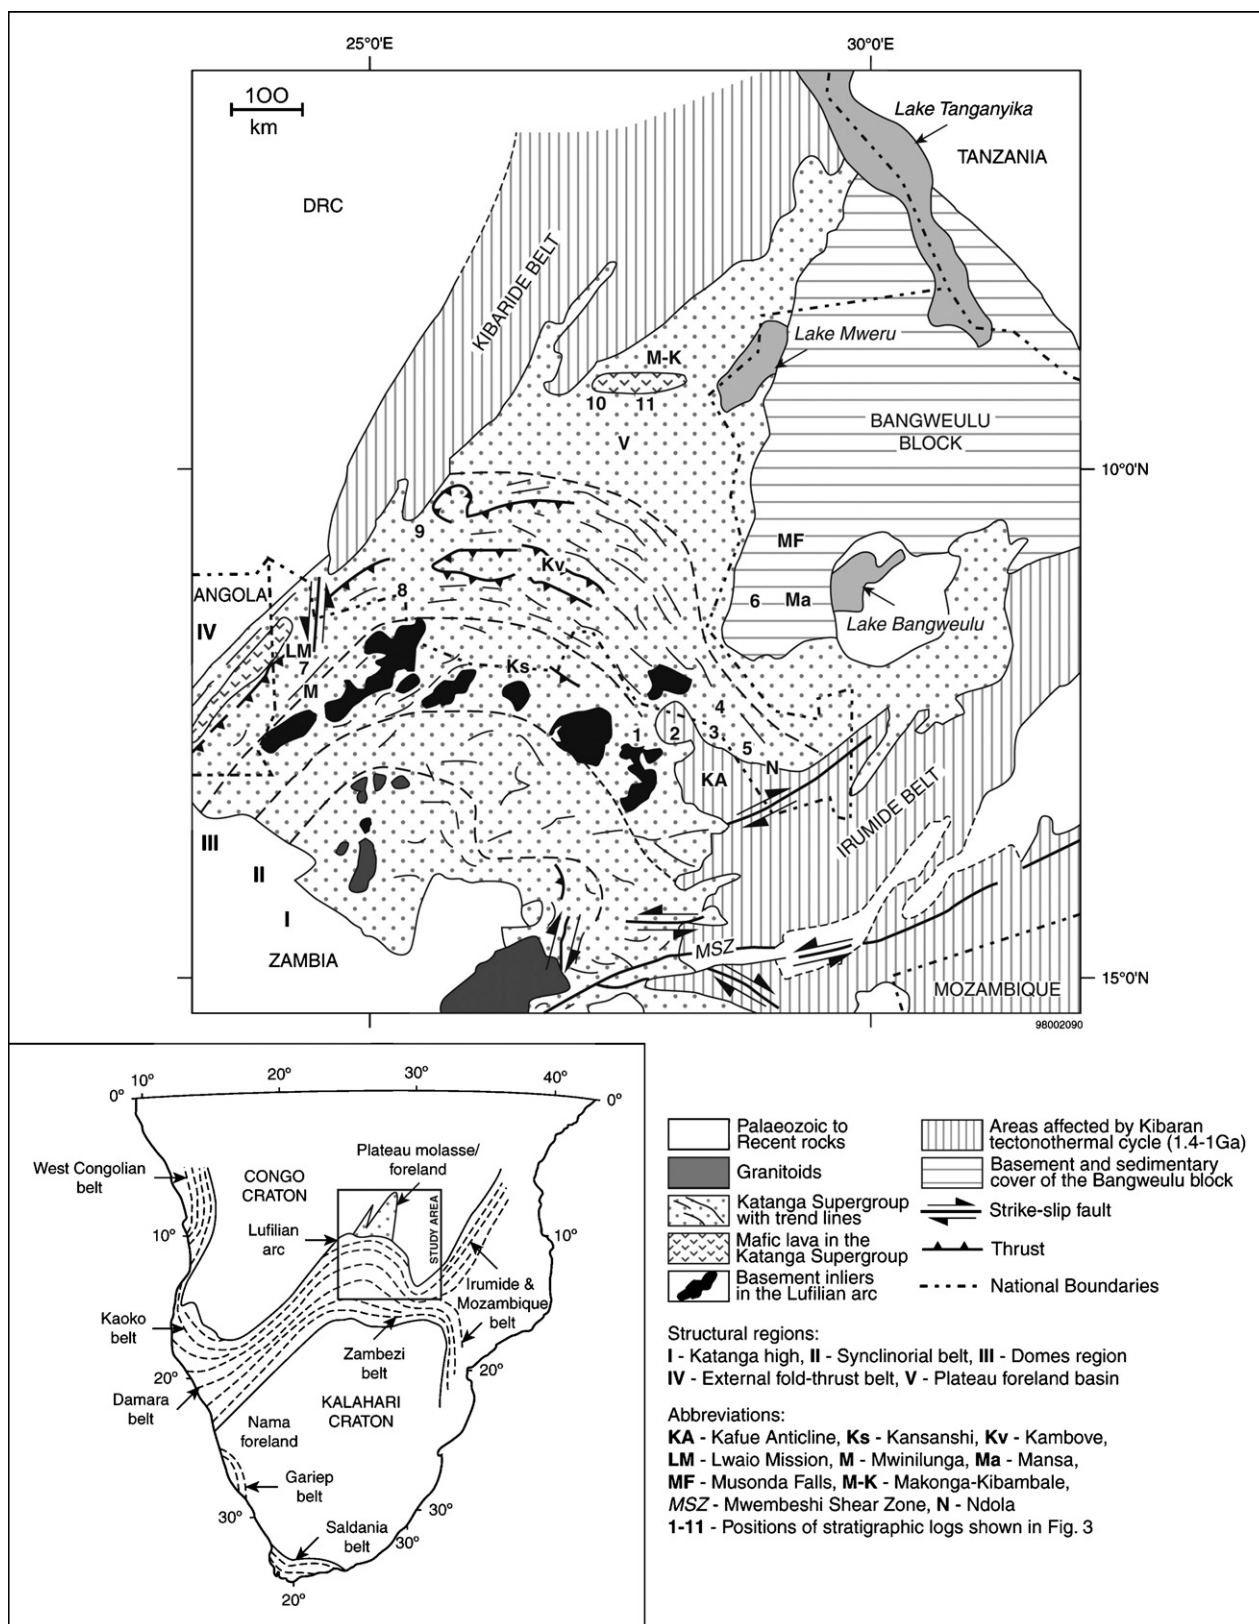 25°0'E
30°0'E
100
km
Lake Tanganyika
TANZANIA
DRC
KIBARIDE BELT
Lake Mweru
M-K
10
11
V
BANGWEULU
BLOCK
10°0'N
9
MF
Kv
ANGOLA
8
6
Ma
Lake Bangweulu
IV
LM
7
M
Ks
4
1
2
3
5
N
KA
IRUMIDE BELT
III
II
I
ZAMBIA
MSZ
MOZAMBIQUE
15°0'N
98002090
0°
10°
20°
30°
40°
0°
West Congolian
belt
CONGO
CRATON
Plateau molasse/
foreland
STUDY AREA
Lufilian
arc
10°
10°
Irumide &
Mozambique
belt
Kaoko
belt
Zambezi
belt
20°
20°
Damara
belt
KALAHARI
CRATON
Nama
foreland
Gariep
belt
30°
30°
Saldania
belt
30°
20°
Palaeozoic to
Recent rocks
Granitoids
Katanga Supergroup
with trend lines
Mafic lava in the
Katanga Supergroup
Basement inliers
in the Lufilian arc
Areas affected by Kibaran
tectonothermal cycle (1.4-1Ga)
Basement and sedimentary
cover of the Bangweulu block
Strike-slip fault
Thrust
National Boundaries
Structural regions:
I - Katanga high, II - Synclinorial belt, III - Domes region
IV - External fold-thrust belt, V - Plateau foreland basin
Abbreviations:
KA - Kafue Anticline, Ks - Kansanshi, Kv - Kambove,
LM - Lwaio Mission, M - Mwinilunga, Ma - Mansa,
MF - Musonda Falls, M-K - Makonga-Kibambale,
MSZ - Mwembeshi Shear Zone, N - Ndola
1-11 - Positions of stratigraphic logs shown in Fig. 3